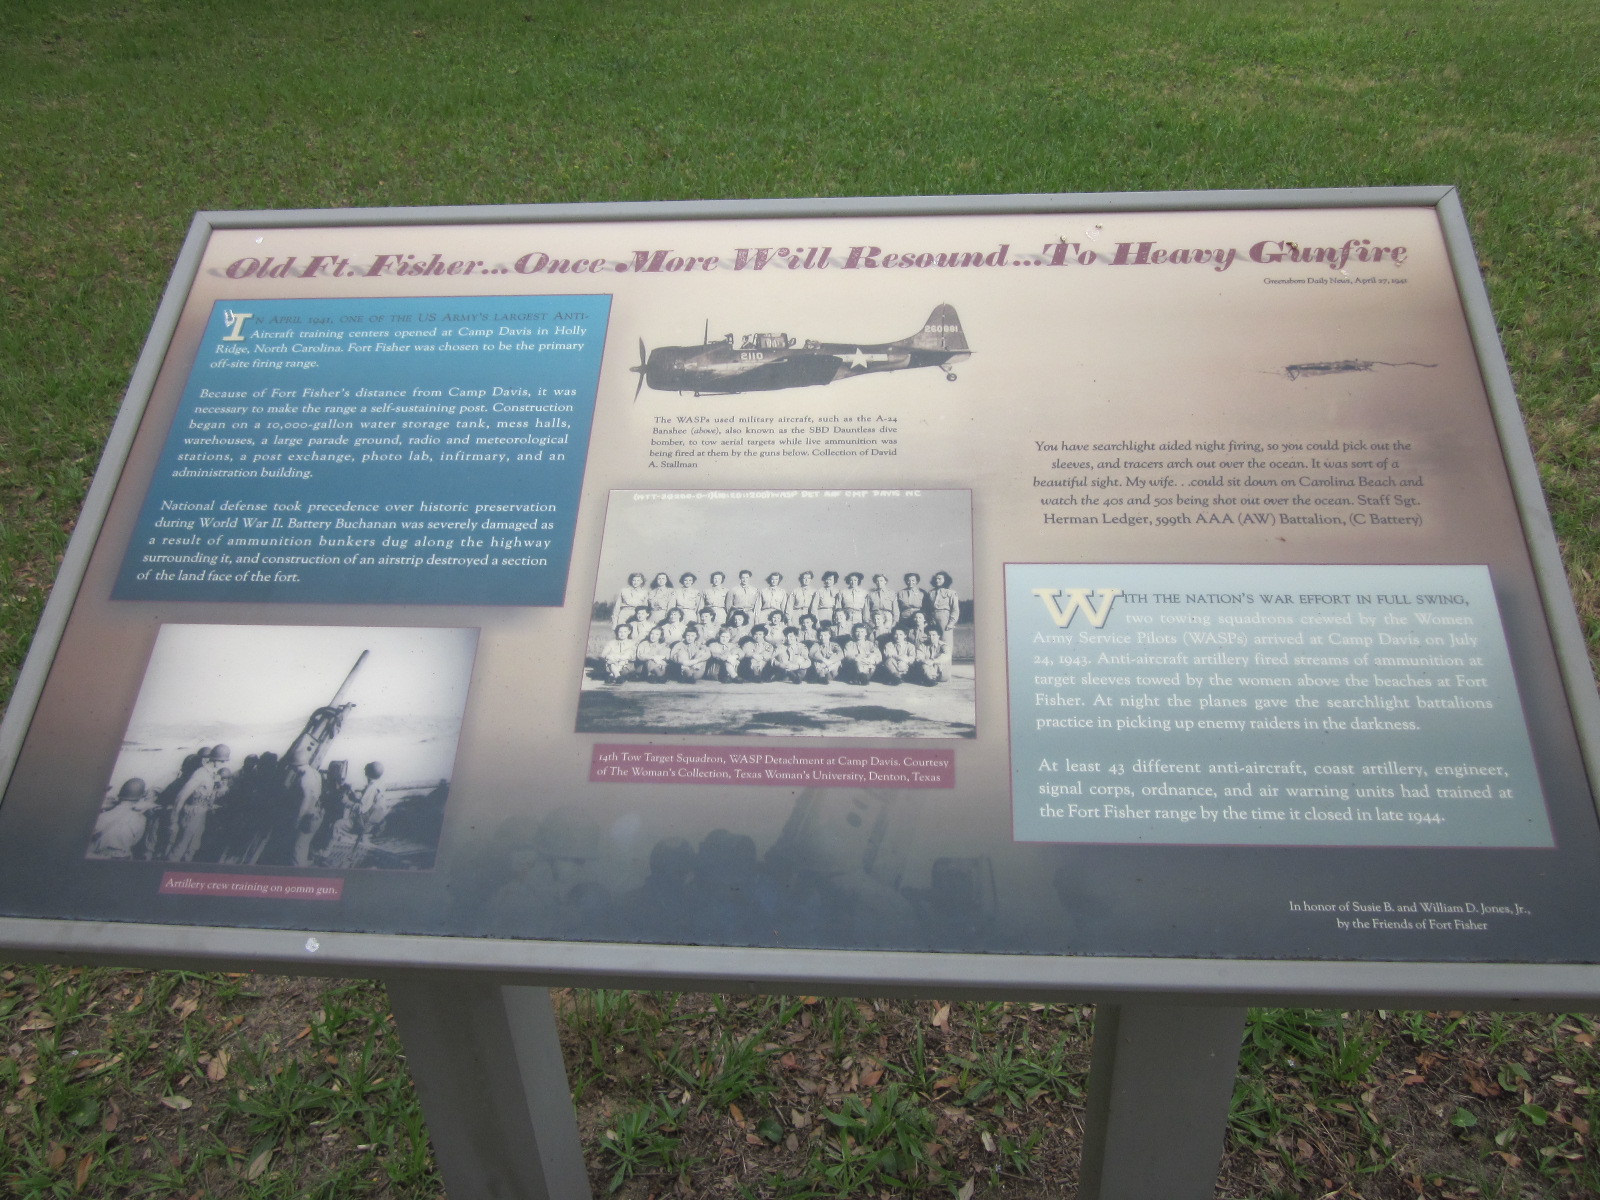 Old Ft. Fisher...Once More Will Resound...To Heavy Gunfire
Greensboro Daily News, April 27, 1941
IN APRIL 1941, ONE OF THE US ARMY'S LARGEST ANTI-
Aircraft training centers opened at Camp Davis in Holly
Ridge, North Carolina. Fort Fisher was chosen to be the primary
off-site firing range.
Because of Fort Fisher's distance from Camp Davis, it was
necessary to make the range a self-sustaining post. Construction
began on a 10,000-gallon water storage tank, mess halls,
warehouses, a large parade ground, radio and meteorological
stations, a post exchange, photo lab, infirmary, and an
administration building.
National defense took precedence over historic preservation
during World War II. Battery Buchanan was severely damaged as
a result of ammunition bunkers dug along the highway
surrounding it, and construction of an airstrip destroyed a section
of the land face of the fort.
Artillery crew training on 90mm gun.
2110
The WASPs used military aircraft, such as the A-24
Banshee (above), also known as the SBD Dauntless dive
bomber, to tow aerial targets while live ammunition was
being fired at them by the guns below. Collection of David
A. Stallman
WASP DET AAF CMP DAVIS NC
14th Tow Target Squadron, WASP Detachment at Camp Davis. Courtesy
of The Woman's Collection, Texas Woman's University, Denton, Texas
You have searchlight aided night firing, so you could pick out the
sleeves, and tracers arch out over the ocean. It was sort of a
beautiful sight. My wife. . .could sit down on Carolina Beach and
watch the 40s and 50s being shot out over the ocean. Staff Sgt.
Herman Ledger, 599th AAA (AW) Battalion, (C Battery)
WITH THE NATION'S WAR EFFORT IN FULL SWING,
two towing squadrons crewed by the Women
Army Service Pilots (WASPs) arrived at Camp Davis on July
24, 1943. Anti-aircraft artillery fired streams of ammunition at
target sleeves towed by the women above the beaches at Fort
Fisher. At night the planes gave the searchlight battalions
practice in picking up enemy raiders in the darkness.
At least 43 different anti-aircraft, coast artillery, engineer,
signal corps, ordnance, and air warning units had trained at
the Fort Fisher range by the time it closed in late 1944.
In honor of Susie B. and William D. Jones, Jr.,
by the Friends of Fort Fisher